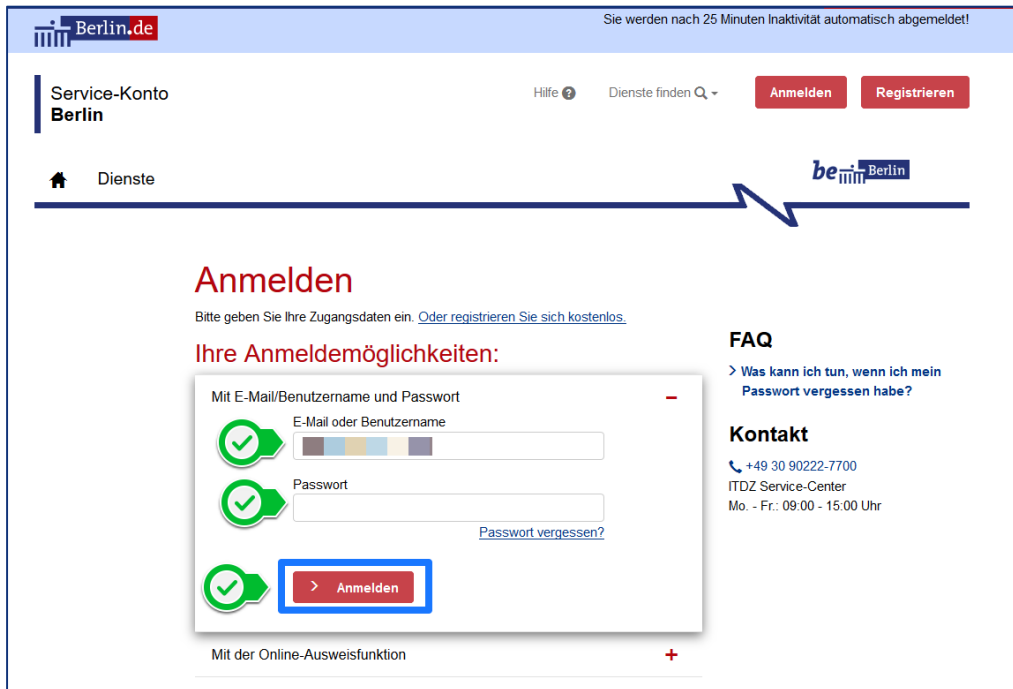 Berlin.de
Sie werden nach 25 Minuten Inaktivität automatisch abgemeldet!
Service-Konto
Berlin
Hilfe ?
Dienste finden
Anmelden
Registrieren
Dienste
be Berlin
Anmelden
Bitte geben Sie Ihre Zugangsdaten ein. Oder registrieren Sie sich kostenlos.
Ihre Anmeldemöglichkeiten:
Mit E-Mail/Benutzername und Passwort
E-Mail oder Benutzername
Passwort
Passwort vergessen?
Anmelden
Mit der Online-Ausweisfunktion
FAQ
Was kann ich tun, wenn ich mein
Passwort vergessen habe?
Kontakt
+49 30 90222-7700
ITDZ Service-Center
Mo. - Fr.: 09:00 - 15:00 Uhr